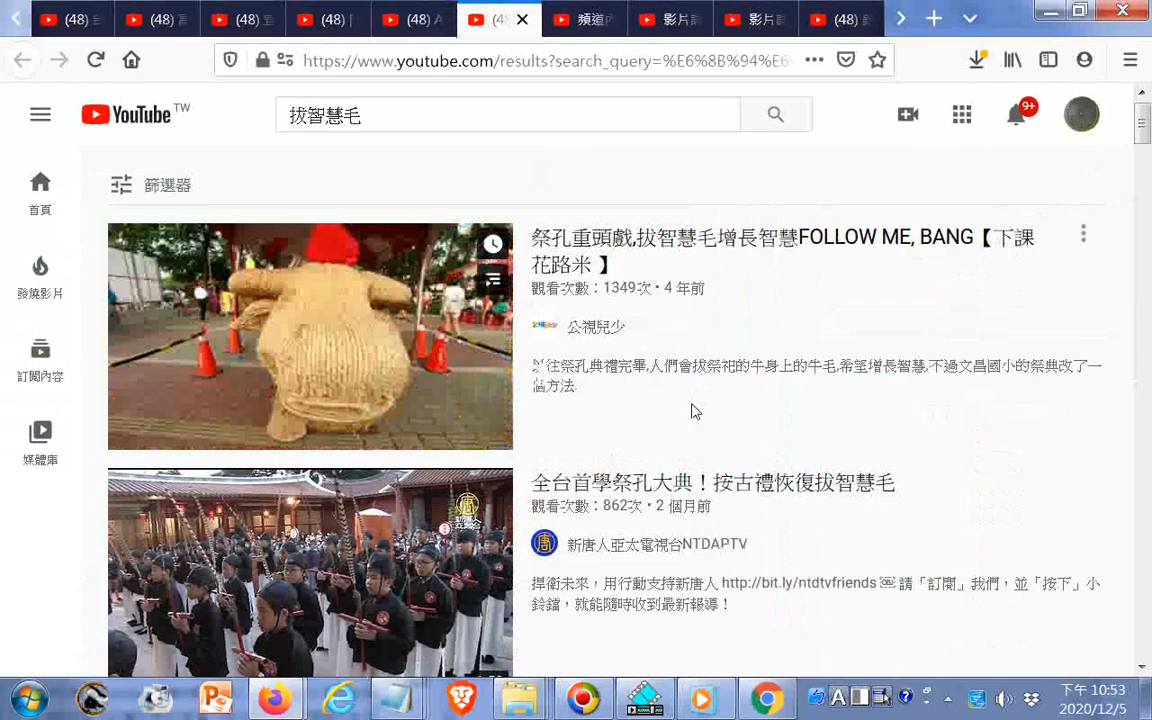 (48)
(48)
(48)
(48)
(48)
(48
頻道內
影片
影片
(48)
https://www.youtube.com/results?search_query=%E6%8B%94%E6
YouTube TW
拔智慧毛
9+
篩選器
首頁
發燒影片
訂閱內容
媒體庫
祭孔重頭戲,拔智慧毛增長智慧FOLLOW ME, BANG【下課
花路米 】
觀看次數：1349次 • 4 年前
公視兒少
往祭孔典禮完畢,人們會拔祭祀的牛身上的牛毛,希望增長智慧,不過文昌國小的祭典改了一
個方法.
全台首學祭孔大典！按古禮恢復拔智慧毛
觀看次數：862次 • 2 個月前
新唐人亞太電視台NTDAPTV
捍衛未來，用行動支持新唐人 http://bit.ly/ntdtvfriends 請「訂閱」我們，並「按下」小
鈴鐺，就能隨時收到最新報導！
下午 10:53
2020/12/5